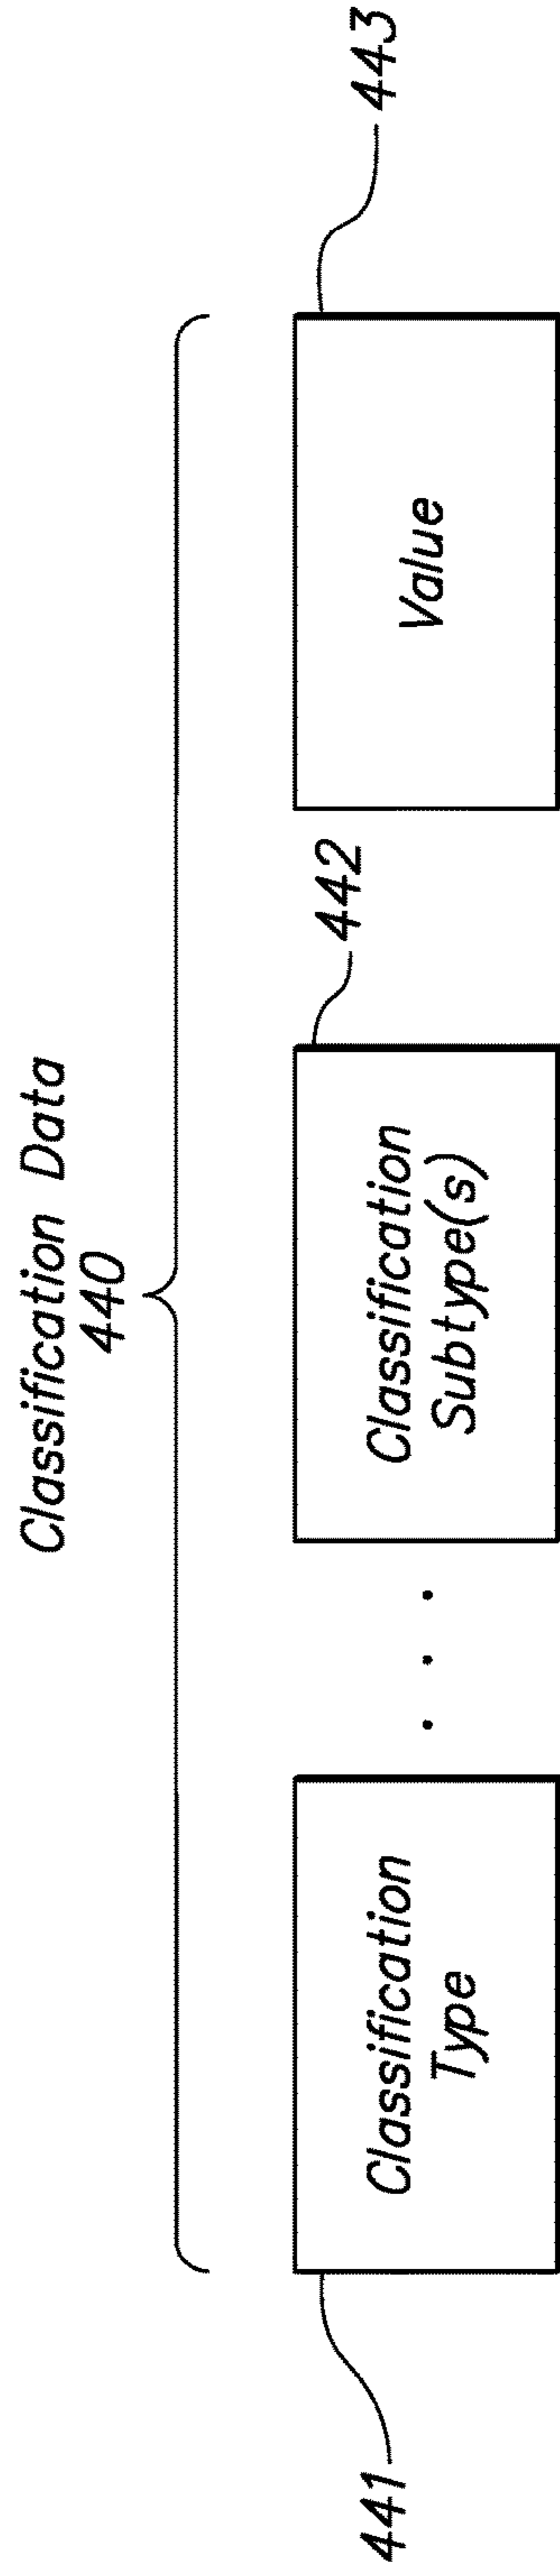 Classification Data
440
441
Classification
Type
. . .
Classification
Subtype(s)
442
Value
443